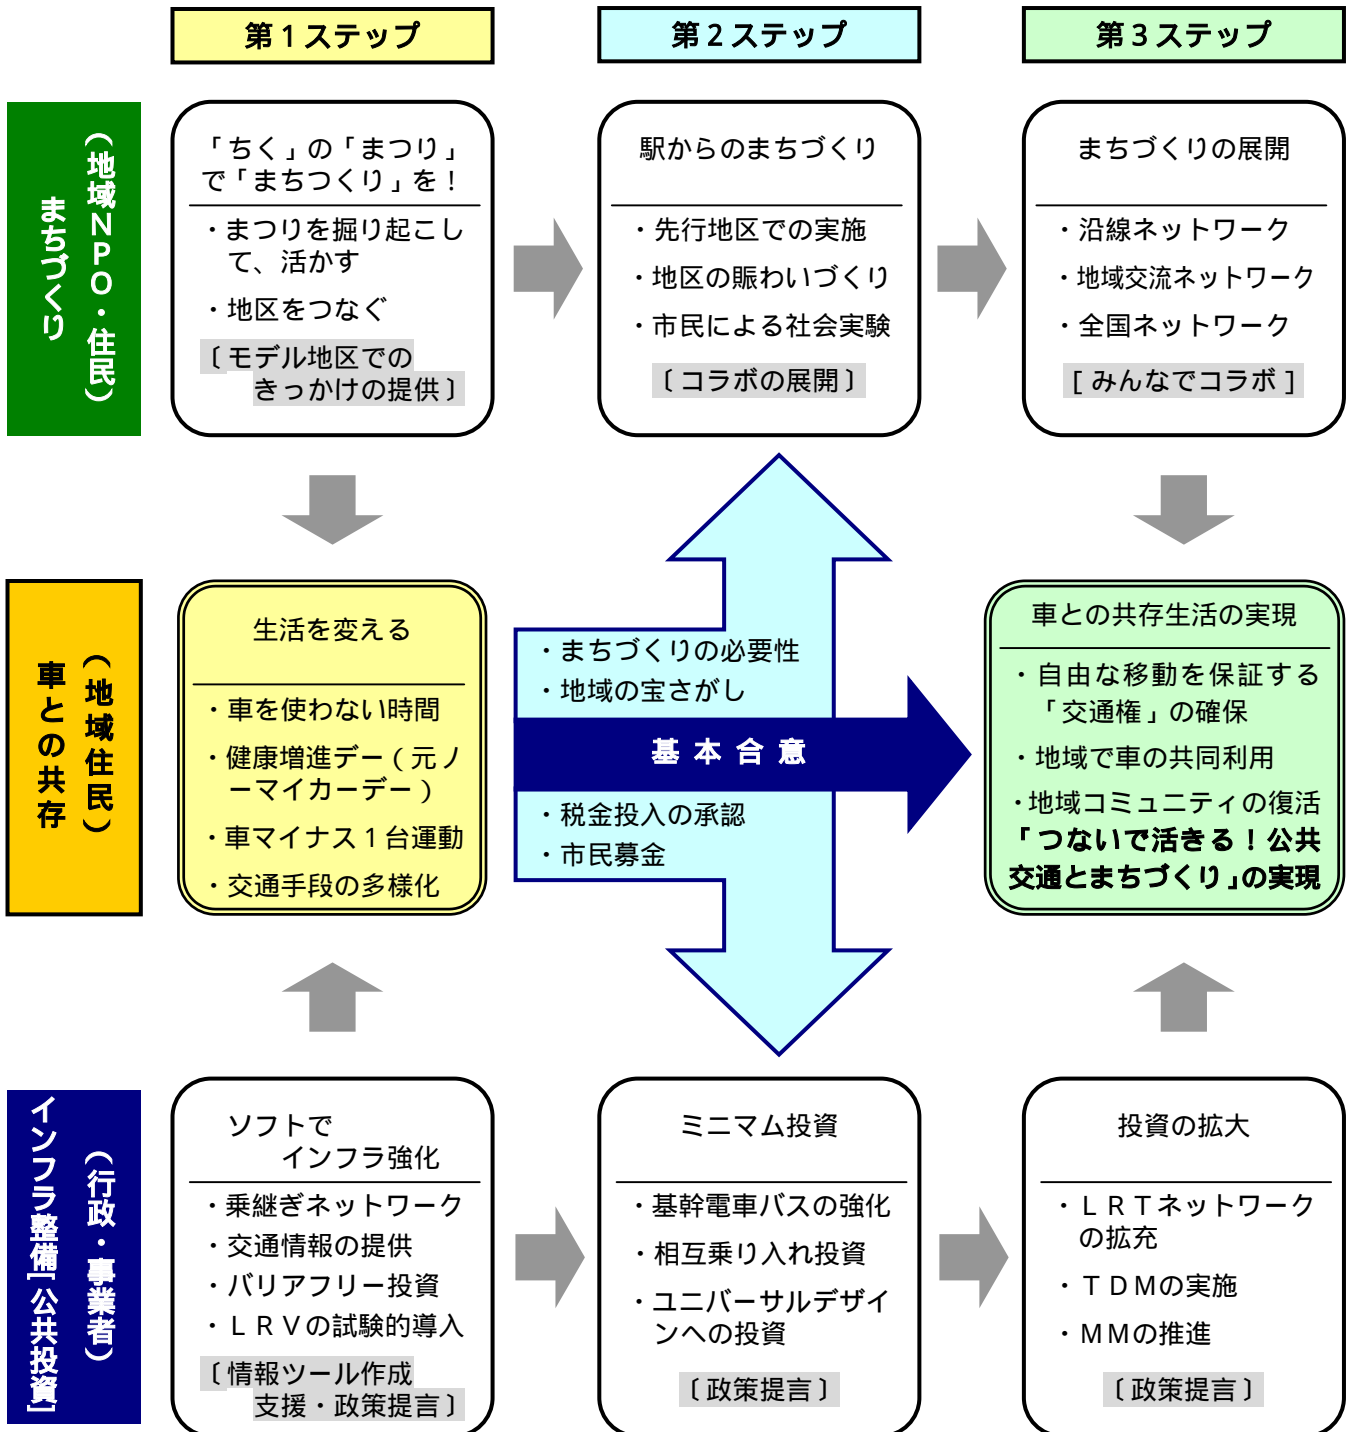 第1ステップ
第2ステップ
第3ステップ
(地域NPO・住民)
まちづくり
「ちく」の「まつり」
で「まちつくり」を!
・まつりを掘り起こし
て、活かす
・地区をつなぐ
〔モデル地区での
きっかけの提供〕
駅からのまちづくり
・先行地区での実施
・地区の賑わいづくり
・市民による社会実験
〔コラボの展開〕
まちづくりの展開
・沿線ネットワーク
・地域交流ネットワーク
・全国ネットワーク
[みんなでコラボ]
(地域住民)
車との共存
生活を変える
・車を使わない時間
・健康増進デー(元ノ
ーマイカーデー)
・車マイナス1台運動
・交通手段の多様化
・まちづくりの必要性
・地域の宝さがし
基本合意
・税金投入の承認
・市民募金
車との共存生活の実現
・自由な移動を保証する
「交通権」の確保
・地域で車の共同利用
・地域コミュニティの復活
「つないで活きる!公共
交通とまちづくり」の実現
(行政・事業者)
インフラ整備[公共投資]
ソフトで
インフラ強化
・乗継ぎネットワーク
・交通情報の提供
・バリアフリー投資
・LRVの試験的導入
〔情報ツール作成
支援・政策提言〕
ミニマム投資
・基幹電車バスの強化
・相互乗り入れ投資
・ユニバーサルデザイ
ンへの投資
〔政策提言〕
投資の拡大
・LRTネットワーク
の拡充
・TDMの実施
・MMの推進
〔政策提言〕